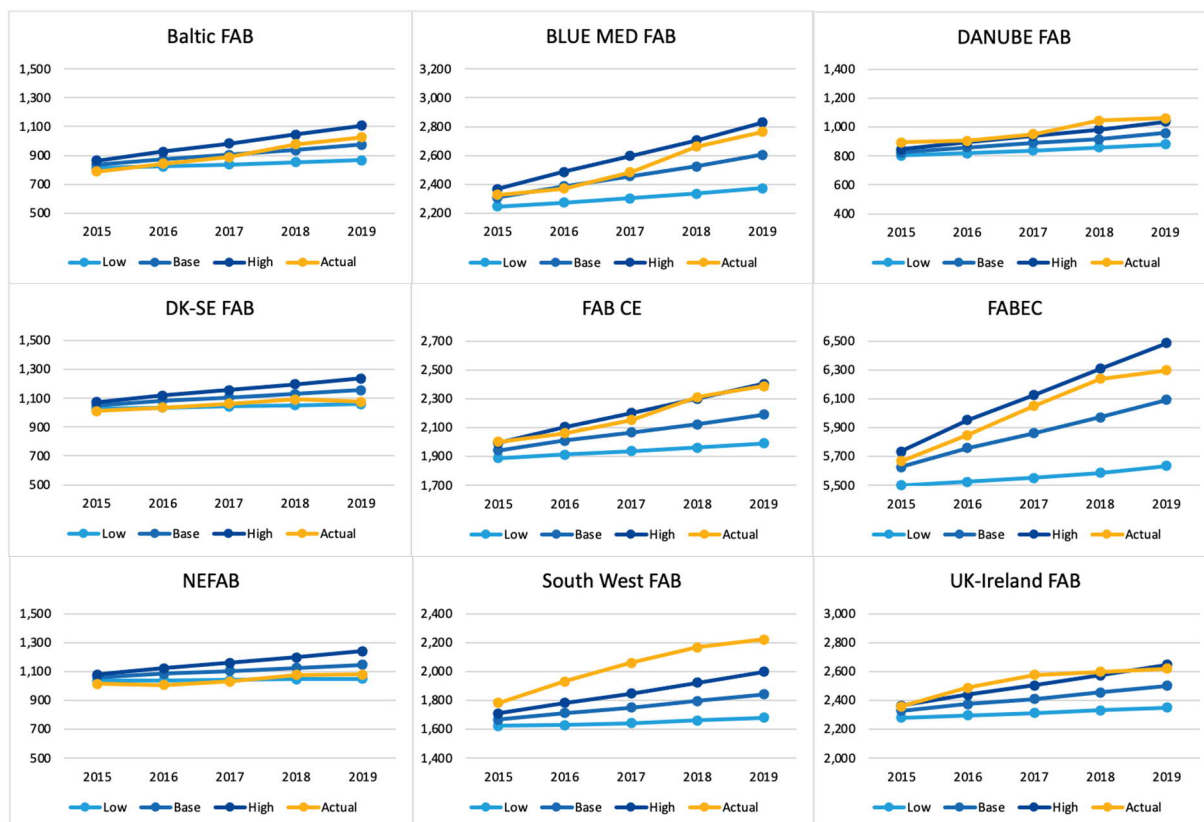 Baltic FAB
1,500
1,300
1,100
900
700
500
2015 2016 2017 2018 2019
Low Base High Actual
BLUE MED FAB
3,200
3,000
2,800
2,600
2,400
2,200
2015 2016 2017 2018 2019
Low Base High Actual
DANUBE FAB
1,400
1,200
1,000
800
600
400
2015 2016 2017 2018 2019
Low Base High Actual
DK-SE FAB
1,500
1,300
1,100
900
700
500
2015 2016 2017 2018 2019
Low Base High Actual
FAB CE
2,700
2,500
2,300
2,100
1,900
1,700
2015 2016 2017 2018 2019
Low Base High Actual
FABEC
6,500
6,300
6,100
5,900
5,700
5,500
2015 2016 2017 2018 2019
Low Base High Actual
NEFAB
1,500
1,300
1,100
900
700
500
2015 2016 2017 2018 2019
Low Base High Actual
South West FAB
2,400
2,200
2,000
1,800
1,600
1,400
2015 2016 2017 2018 2019
Low Base High Actual
UK-Ireland FAB
3,000
2,800
2,600
2,400
2,200
2,000
2015 2016 2017 2018 2019
Low Base High Actual